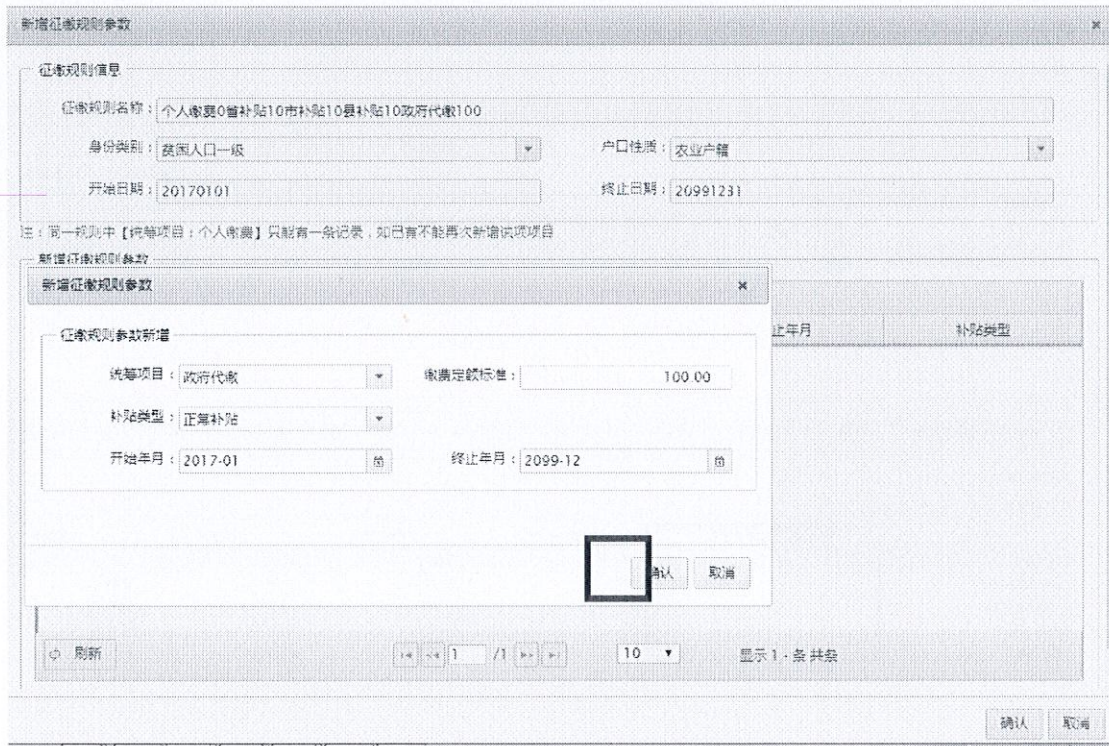 新增征缴规则参数 ×
征缴规则信息
征缴规则名称：个人缴费0省补贴10市补贴10县补贴10政府代缴100
身份类别：贫困人口一级 户口性质：农业户籍
开始日期：20170101 终止日期：20991231
注：同一规则中【统筹项目：个人缴费】只能有一条记录，如已有不能再次新增该项项目
新增征缴规则参数
新增征缴规则参数 ×
止年月 补贴类型
征缴规则参数新增
统筹项目：政府代缴 缴费定额标准：100.00
补贴类型：正常补贴
开始年月：2017-01 终止年月：2099-12
确认 取消
刷新 1 /1 10 显示 1 - 条 共条
确认 取消